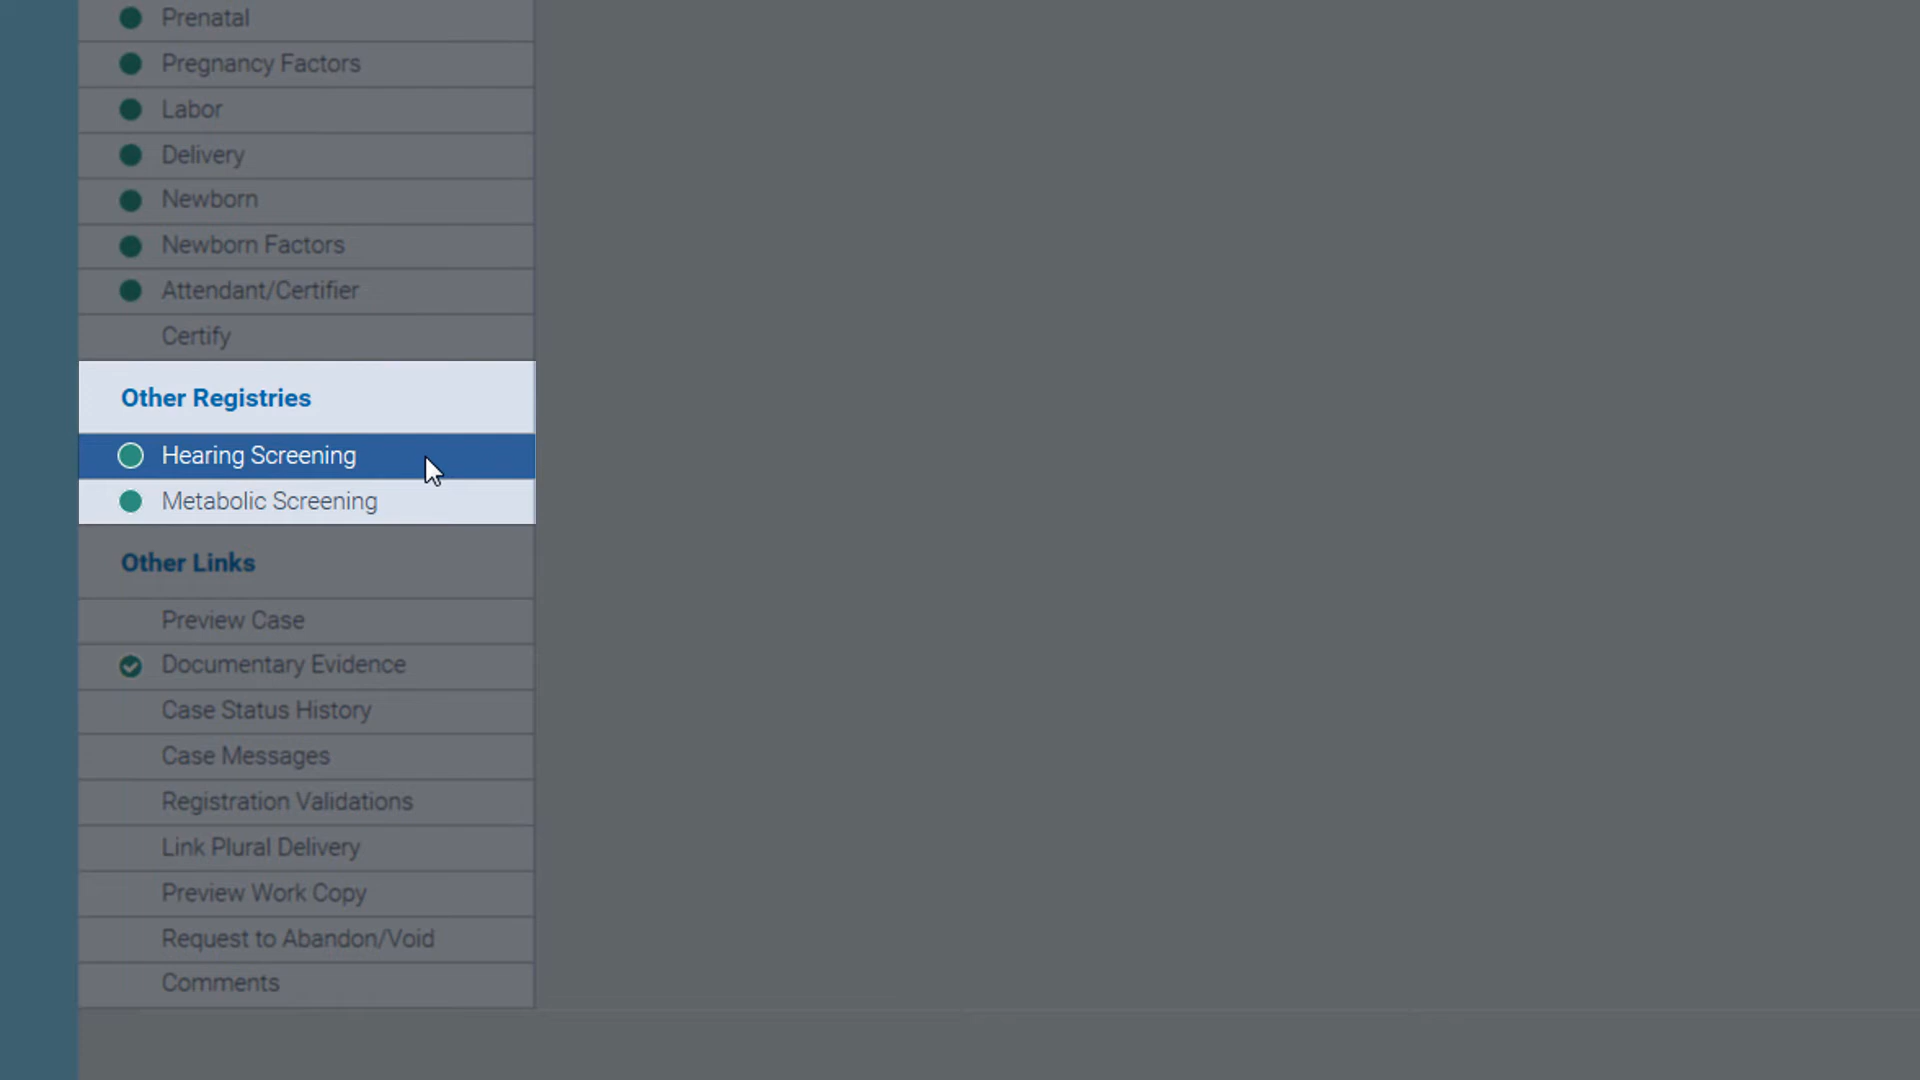 Prenatal
Pregnancy Factors
Labor
Delivery
Newborn
Newborn Factors
Attendant/Certifier
Certify
Other Registries
Hearing Screening
Metabolic Screening
Other Links
Preview Case
Documentary Evidence
Case Status History
Case Messages
Registration Validations
Link Plural Delivery
Preview Work Copy
Request to Abandon/Void
Comments